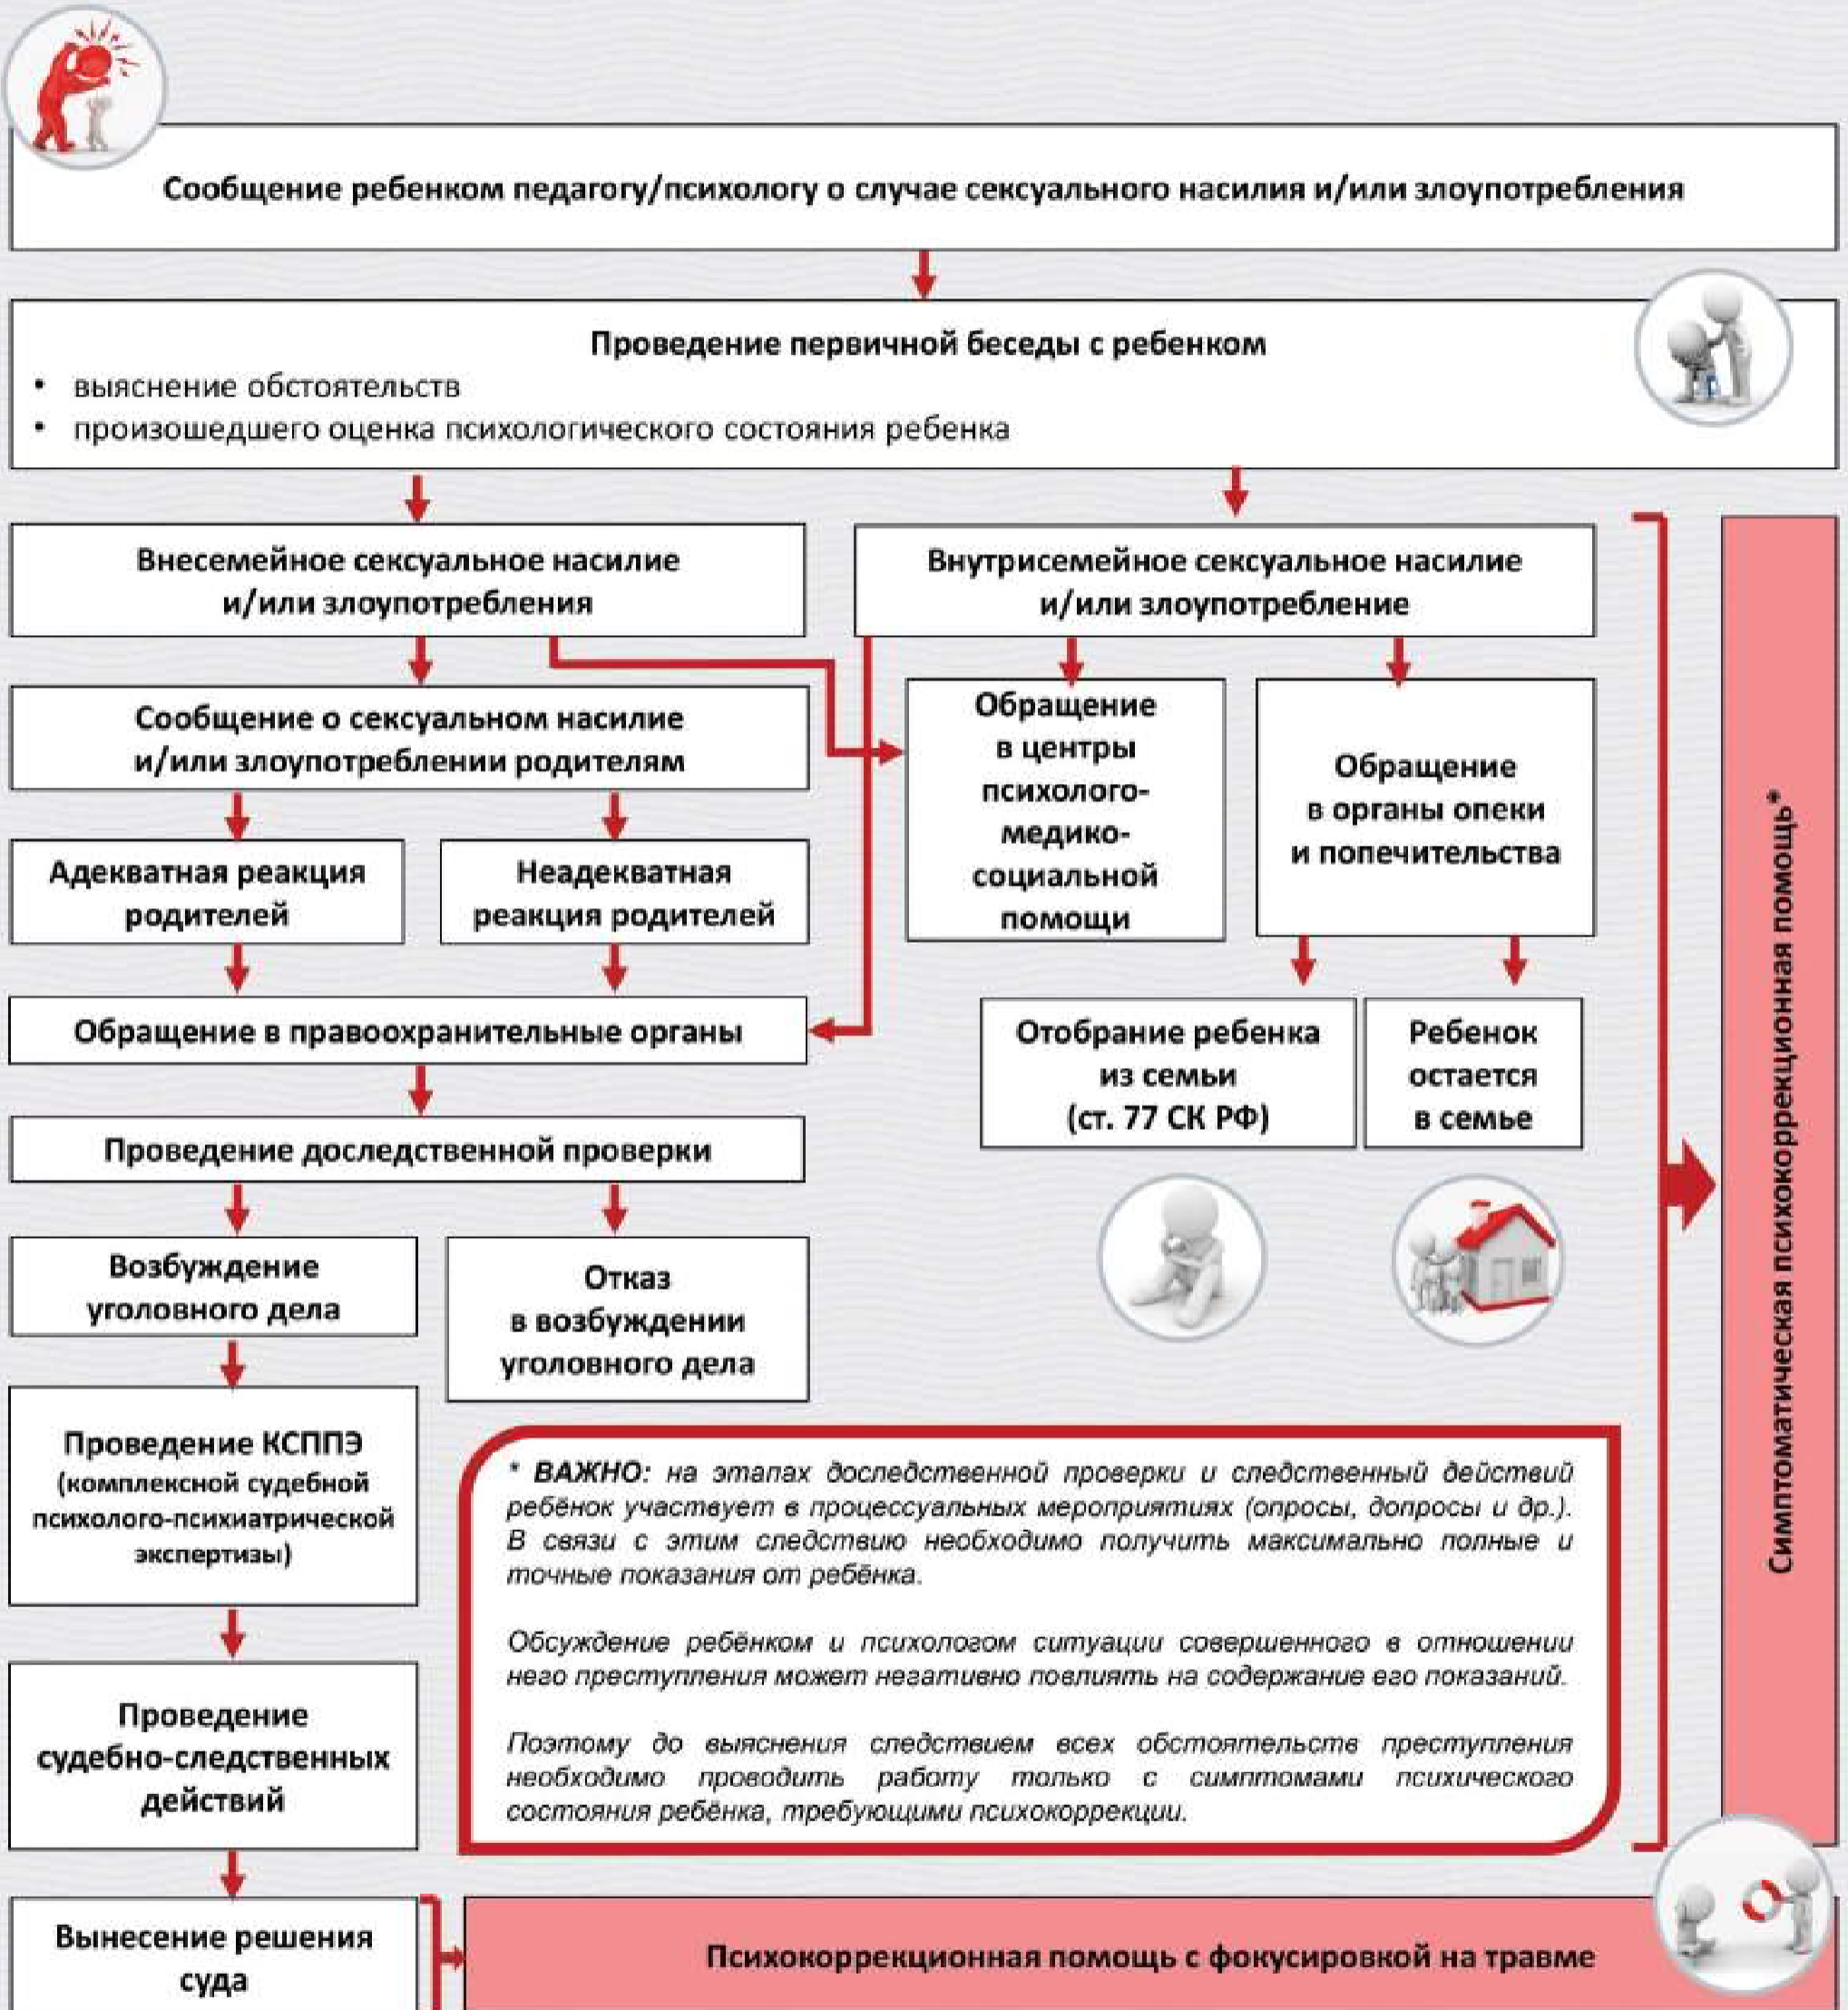 Сообщение ребенком педагогу/психологу о случае сексуального насилия и/или злоупотребления
Проведение первичной беседы с ребенком
• выяснение обстоятельств
• произошедшего оценка психологического состояния ребенка
Внесемейное сексуальное насилие
и/или злоупотребления
Внутрисемейное сексуальное насилие
и/или злоупотребление
Сообщение о сексуальном насилие
и/или злоупотреблении родителям
Обращение
в центры
психолого-
медико-
социальной
помощи
Обращение
в органы опеки
и попечительства
Адекватная реакция
родителей
Неадекватная
реакция родителей
Обращение в правоохранительные органы
Отобрание ребенка
из семьи
(ст. 77 СК РФ)
Ребенок
остается
в семье
Проведение доследственной проверки
Возбуждение
уголовного дела
Отказ
в возбуждении
уголовного дела
Проведение КСППЭ
(комплексной судебной
психолого-психиатрической
экспертизы)
* ВАЖНО: на этапах доследственной проверки и следственный действий
ребёнок участвует в процессуальных мероприятиях (опросы, допросы и др.).
В связи с этим следствию необходимо получить максимально полные и
точные показания от ребёнка.
Обсуждение ребёнком и психологом ситуации совершенного в отношении
него преступления может негативно повлиять на содержание его показаний.
Поэтому до выяснения следствием всех обстоятельств преступления
необходимо проводить работу только с симптомами психического
состояния ребёнка, требующими психокоррекции.
Проведение
судебно-следственных
действий
Вынесение решения
суда
Психокоррекционная помощь с фокусировкой на травме
Симптоматическая психокоррекционная помощь*